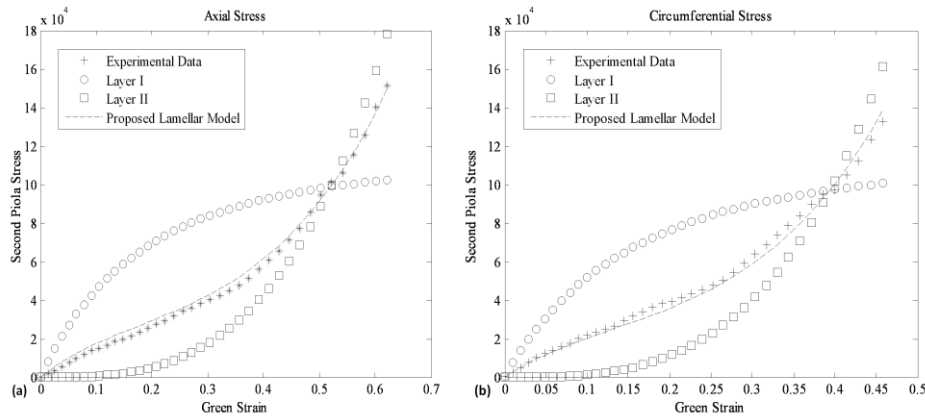 Axial Stress
x 10⁴
18
16
14
12
10
8
6
4
2
0
Second Piola Stress
Experimental Data
Layer I
Layer II
Proposed Lamellar Model
0 0.1 0.2 0.3 0.4 0.5 0.6 0.7
Green Strain
(a)
Circumferential Stress
x 10⁴
18
16
14
12
10
8
6
4
2
0
Second Piola Stress
Experimental Data
Layer I
Layer II
Proposed Lamellar Model
0 0.05 0.1 0.15 0.2 0.25 0.3 0.35 0.4 0.45 0.5
Green Strain
(b)